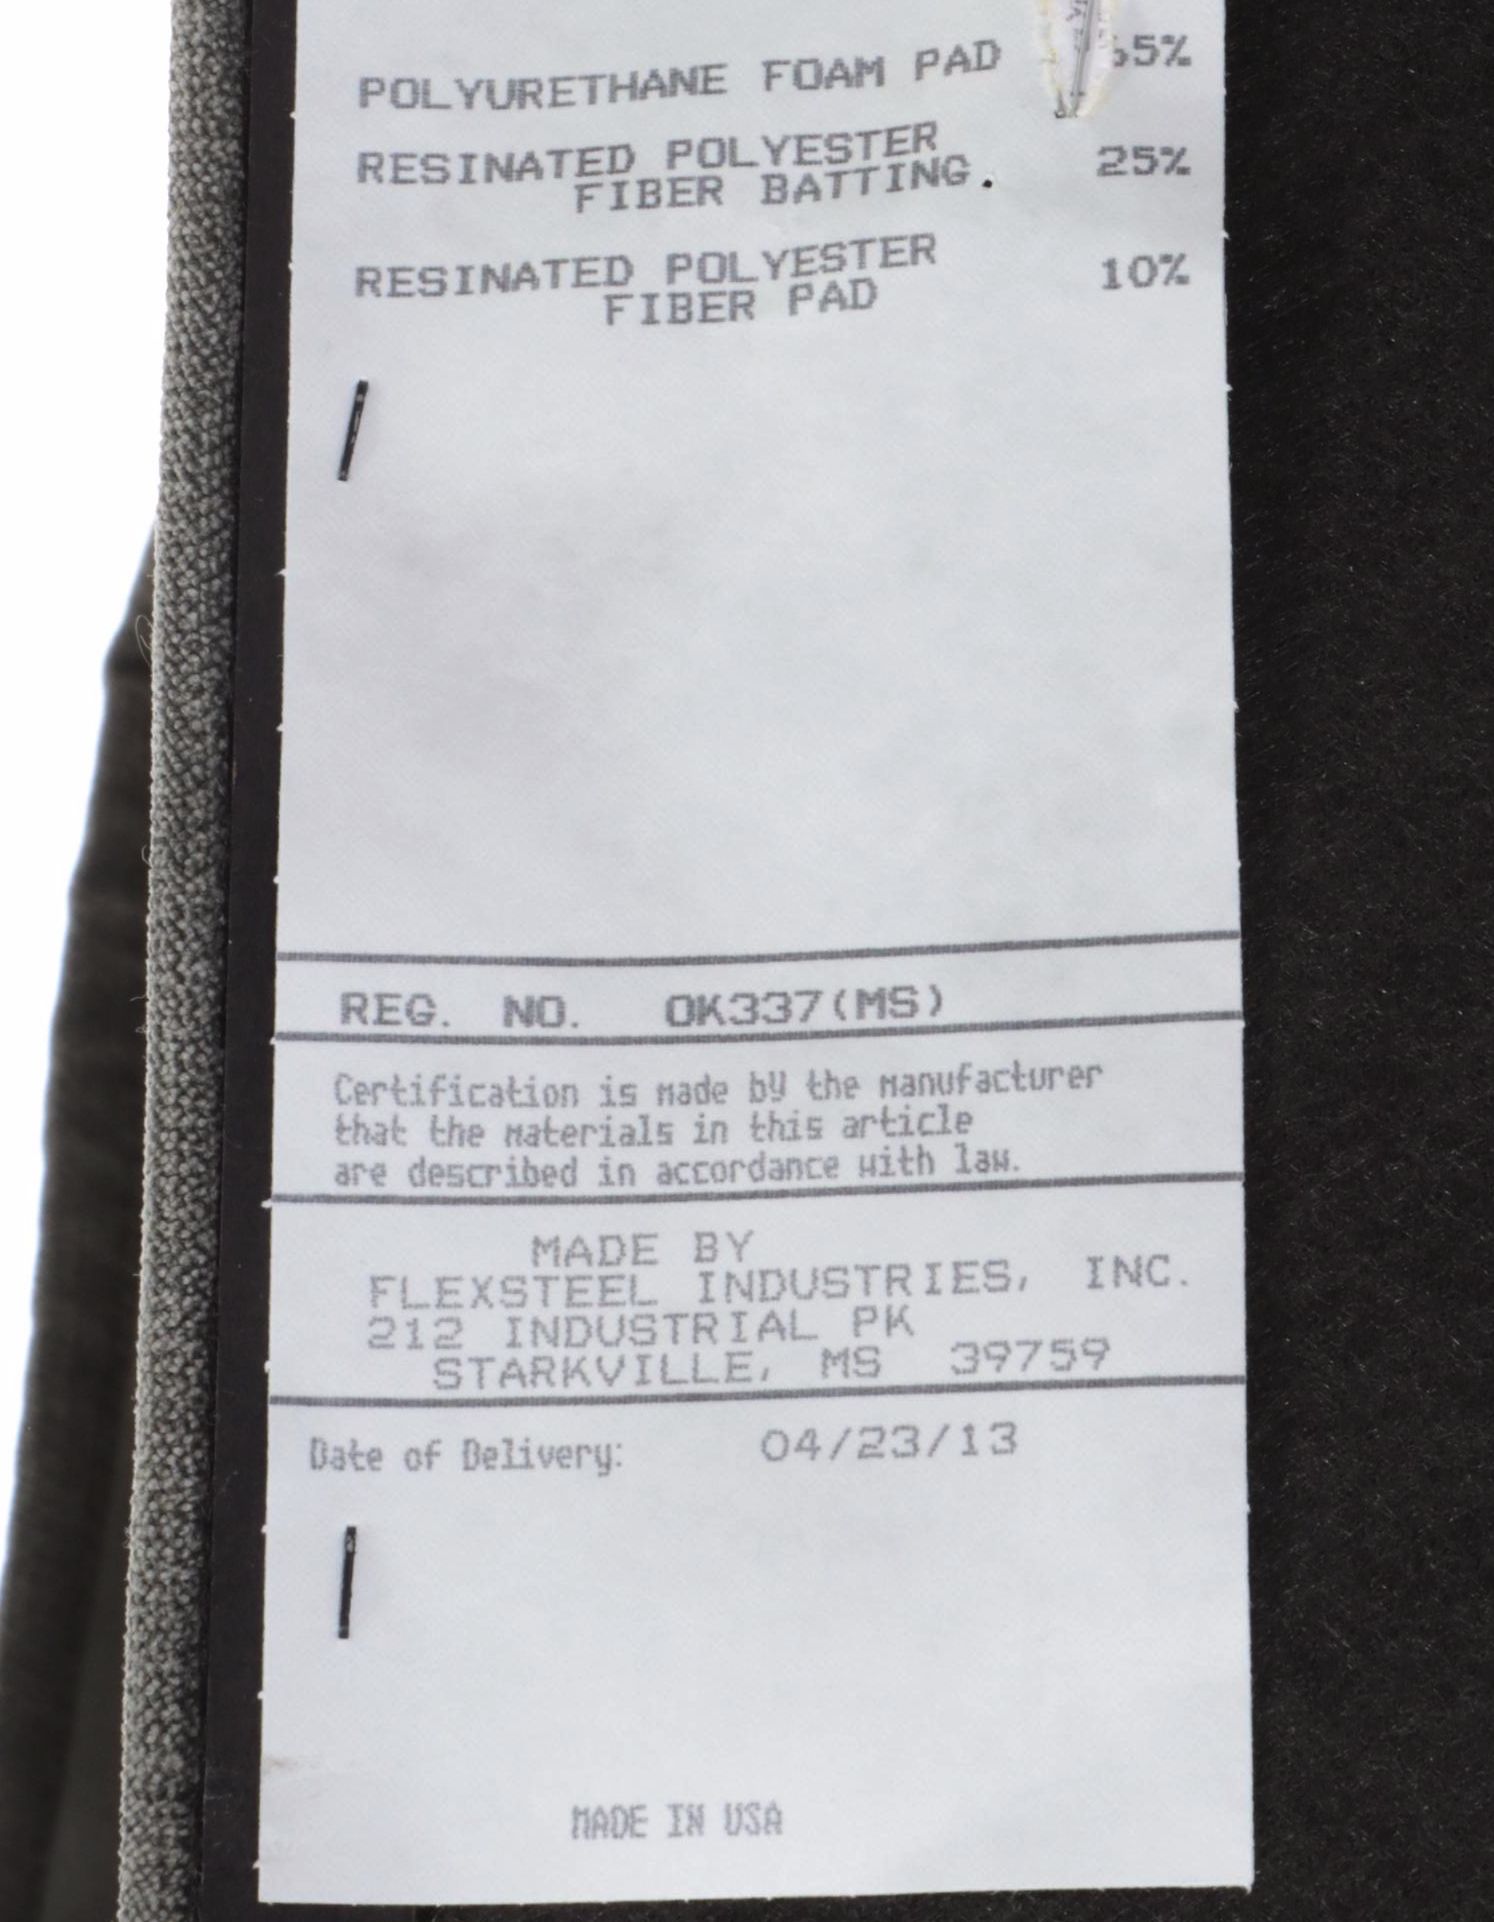 POLYURETHANE FOAM PAD 65%
RESINATED POLYESTER 25%
FIBER BATTING.
RESINATED POLYESTER 10%
FIBER PAD
REG. NO. OK337(MS)
Certification is made by the manufacturer
that the materials in this article
are described in accordance with law.
MADE BY
FLEXSTEEL INDUSTRIES, INC.
212 INDUSTRIAL PK
STARKVILLE, MS 39759
Date of Delivery: 04/23/13
MADE IN USA